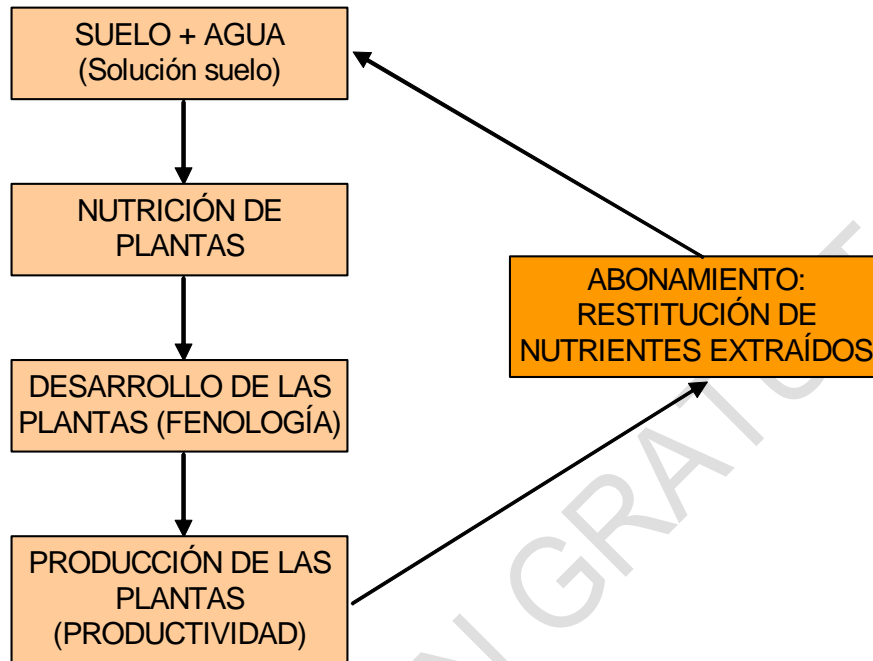 SUELO + AGUA
(Solución suelo)
NUTRICIÓN DE
PLANTAS
DESARROLLO DE LAS
PLANTAS (FENOLOGÍA)
PRODUCCIÓN DE LAS
PLANTAS
(PRODUCTIVIDAD)
ABONAMIENTO:
RESTITUCIÓN DE
NUTRIENTES EXTRAÍDOS